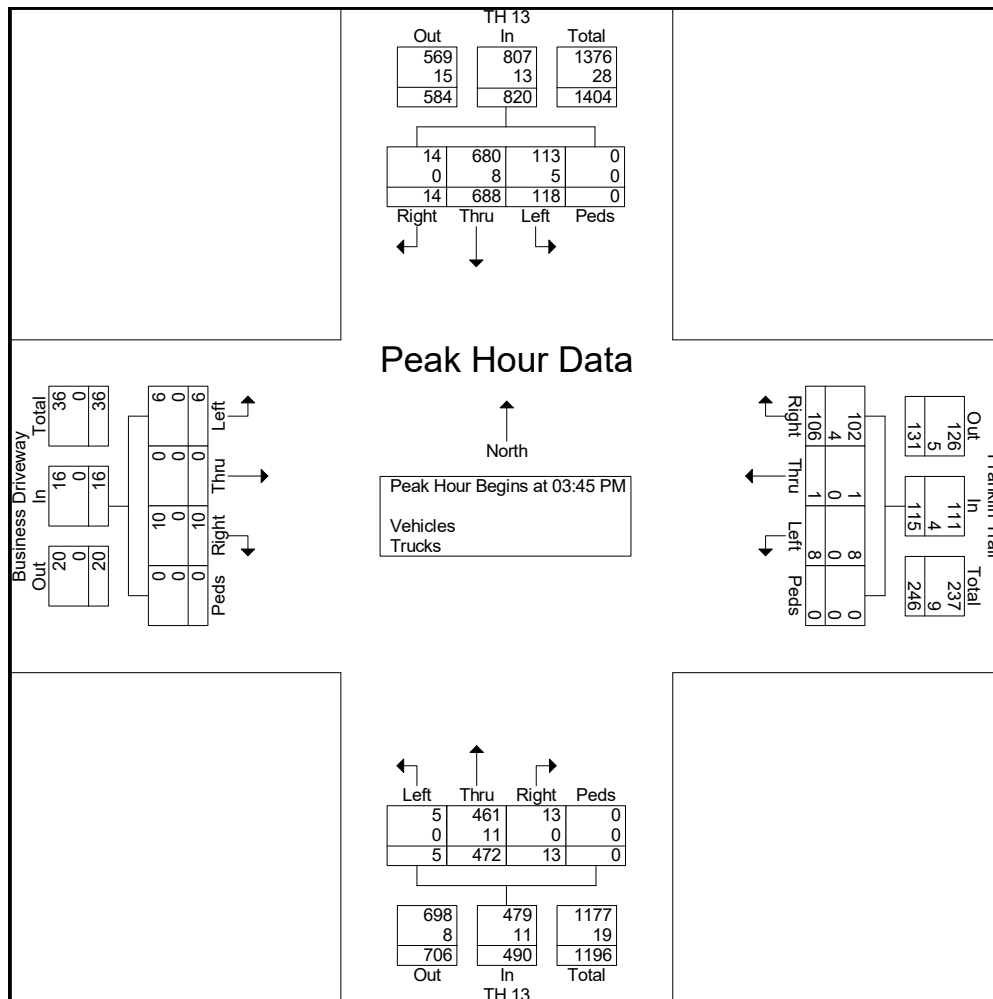 TH 13
Out In Total
569 807 1376
15 13 28
584 820 1404
14 680 113 0
0 8 5 0
14 688 118 0
Right Thru Left Peds
Peak Hour Data
North
Peak Hour Begins at 03:45 PM
Vehicles
Trucks
Business Driveway
Out In Total
20 16 36
0 0 0
20 16 36
0 10 0 6
0 0 0 0
0 10 0 6
Peds Right Thru Left
Franklin Trail
Out In Total
126 111 237
5 4 9
131 115 246
102 1 8 0
4 0 0 0
106 1 8 0
Right Thru Left Peds
Left Thru Right Peds
5 461 13 0
0 11 0 0
5 472 13 0
698 479 1177
8 11 19
706 490 1196
Out In Total
TH 13